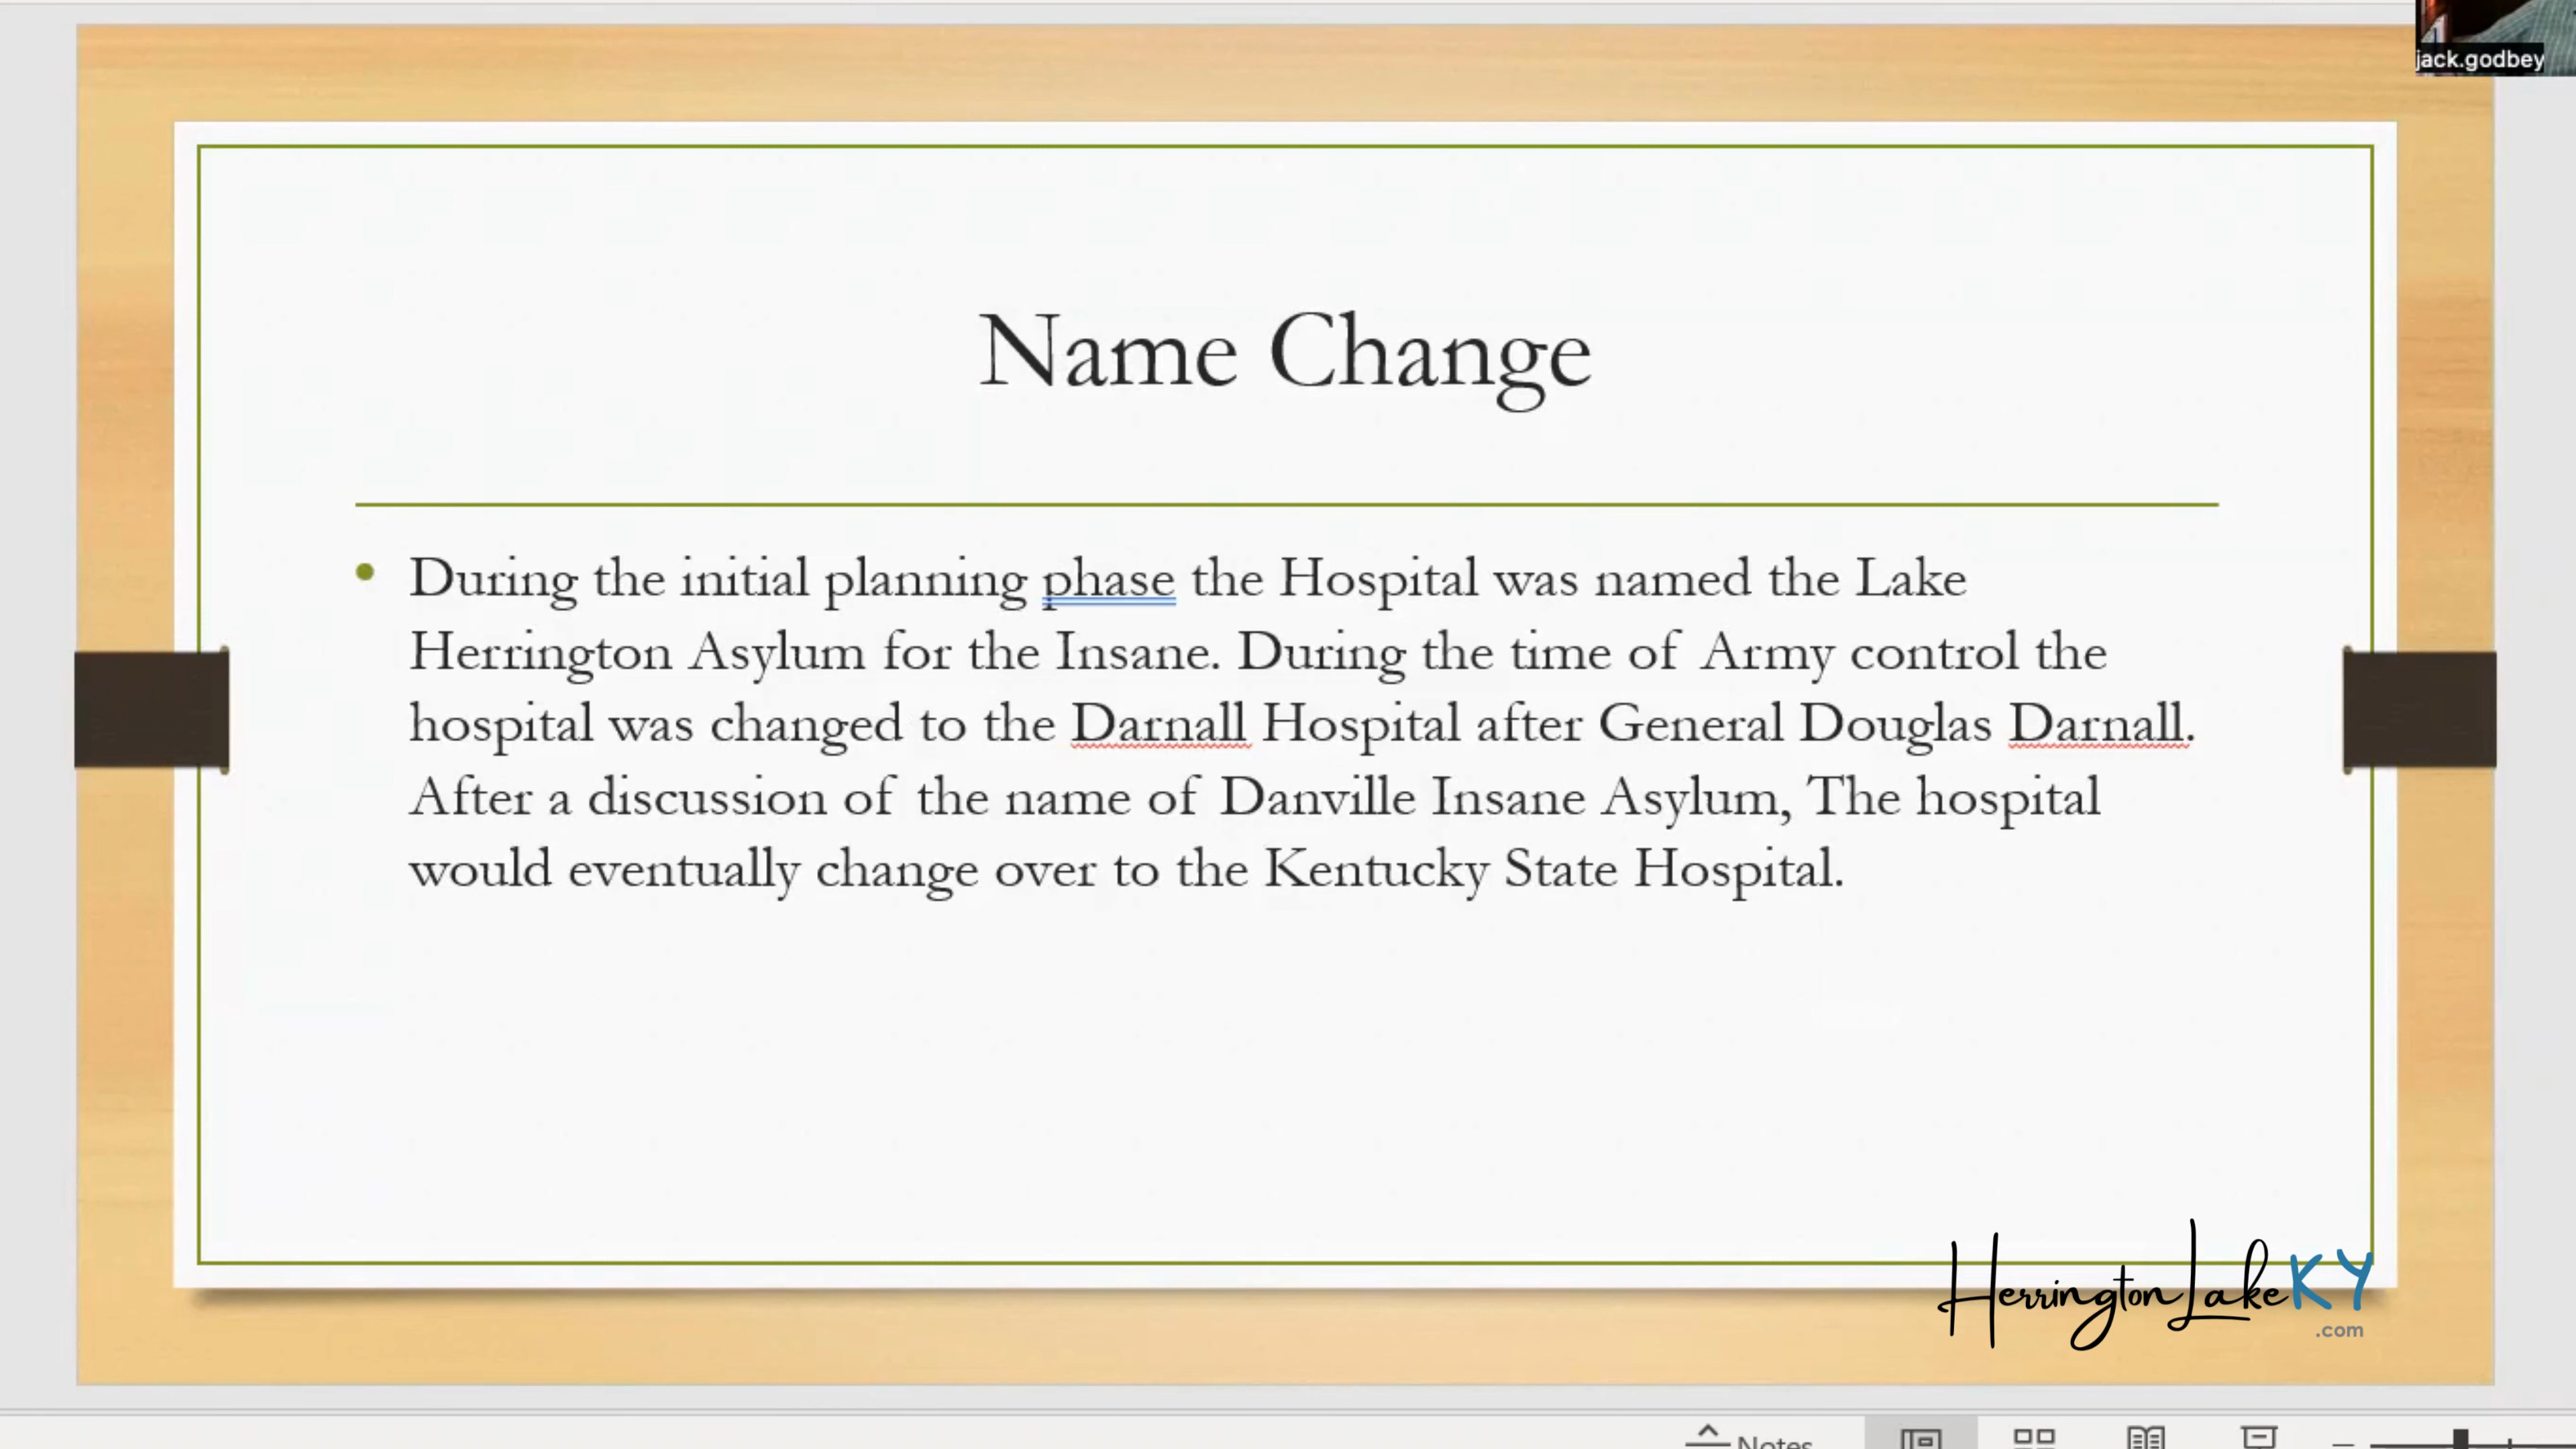 jack.godbey
Name Change
• During the initial planning phase the Hospital was named the Lake
Herrington Asylum for the Insane. During the time of Army control the
hospital was changed to the Darnall Hospital after General Douglas Darnall.
After a discussion of the name of Danville Insane Asylum, The hospital
would eventually change over to the Kentucky State Hospital.
HerringtonLakeKY
.com
Notes